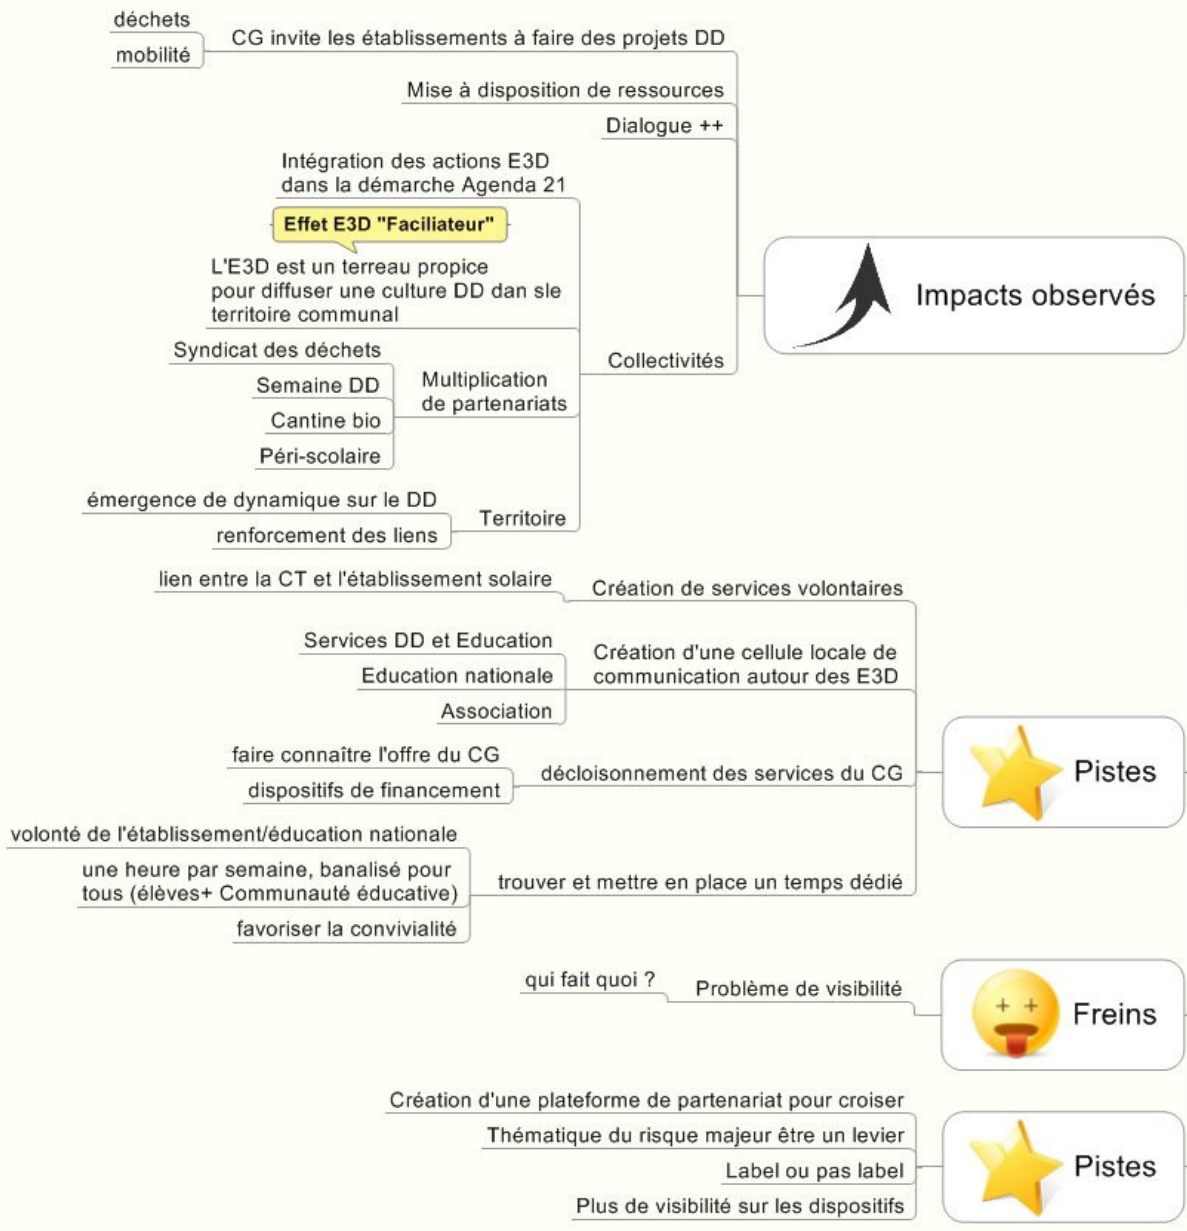 déchets
mobilité
CG invite les établissements à faire des projets DD
Mise à disposition de ressources
Dialogue ++
Intégration des actions E3D
dans la démarche Agenda 21
Effet E3D "Faciliateur"
L'E3D est un terreau propice
pour diffuser une culture DD dan sle
territoire communal
Syndicat des déchets
Semaine DD
Cantine bio
Péri-scolaire
Multiplication
de partenariats
émergence de dynamique sur le DD
renforcement des liens
Territoire
Collectivités
Impacts observés
lien entre la CT et l'établissement solaire
Création de services volontaires
Services DD et Education
Education nationale
Association
Création d'une cellule locale de
communication autour des E3D
faire connaître l'offre du CG
dispositifs de financement
décloisonnement des services du CG
volonté de l'établissement/éducation nationale
une heure par semaine, banalisé pour
tous (élèves+ Communauté éducative)
favoriser la convivialité
trouver et mettre en place un temps dédié
Pistes
qui fait quoi ?
Problème de visibilité
Freins
Création d'une plateforme de partenariat pour croiser
Thématique du risque majeur être un levier
Label ou pas label
Plus de visibilité sur les dispositifs
Pistes